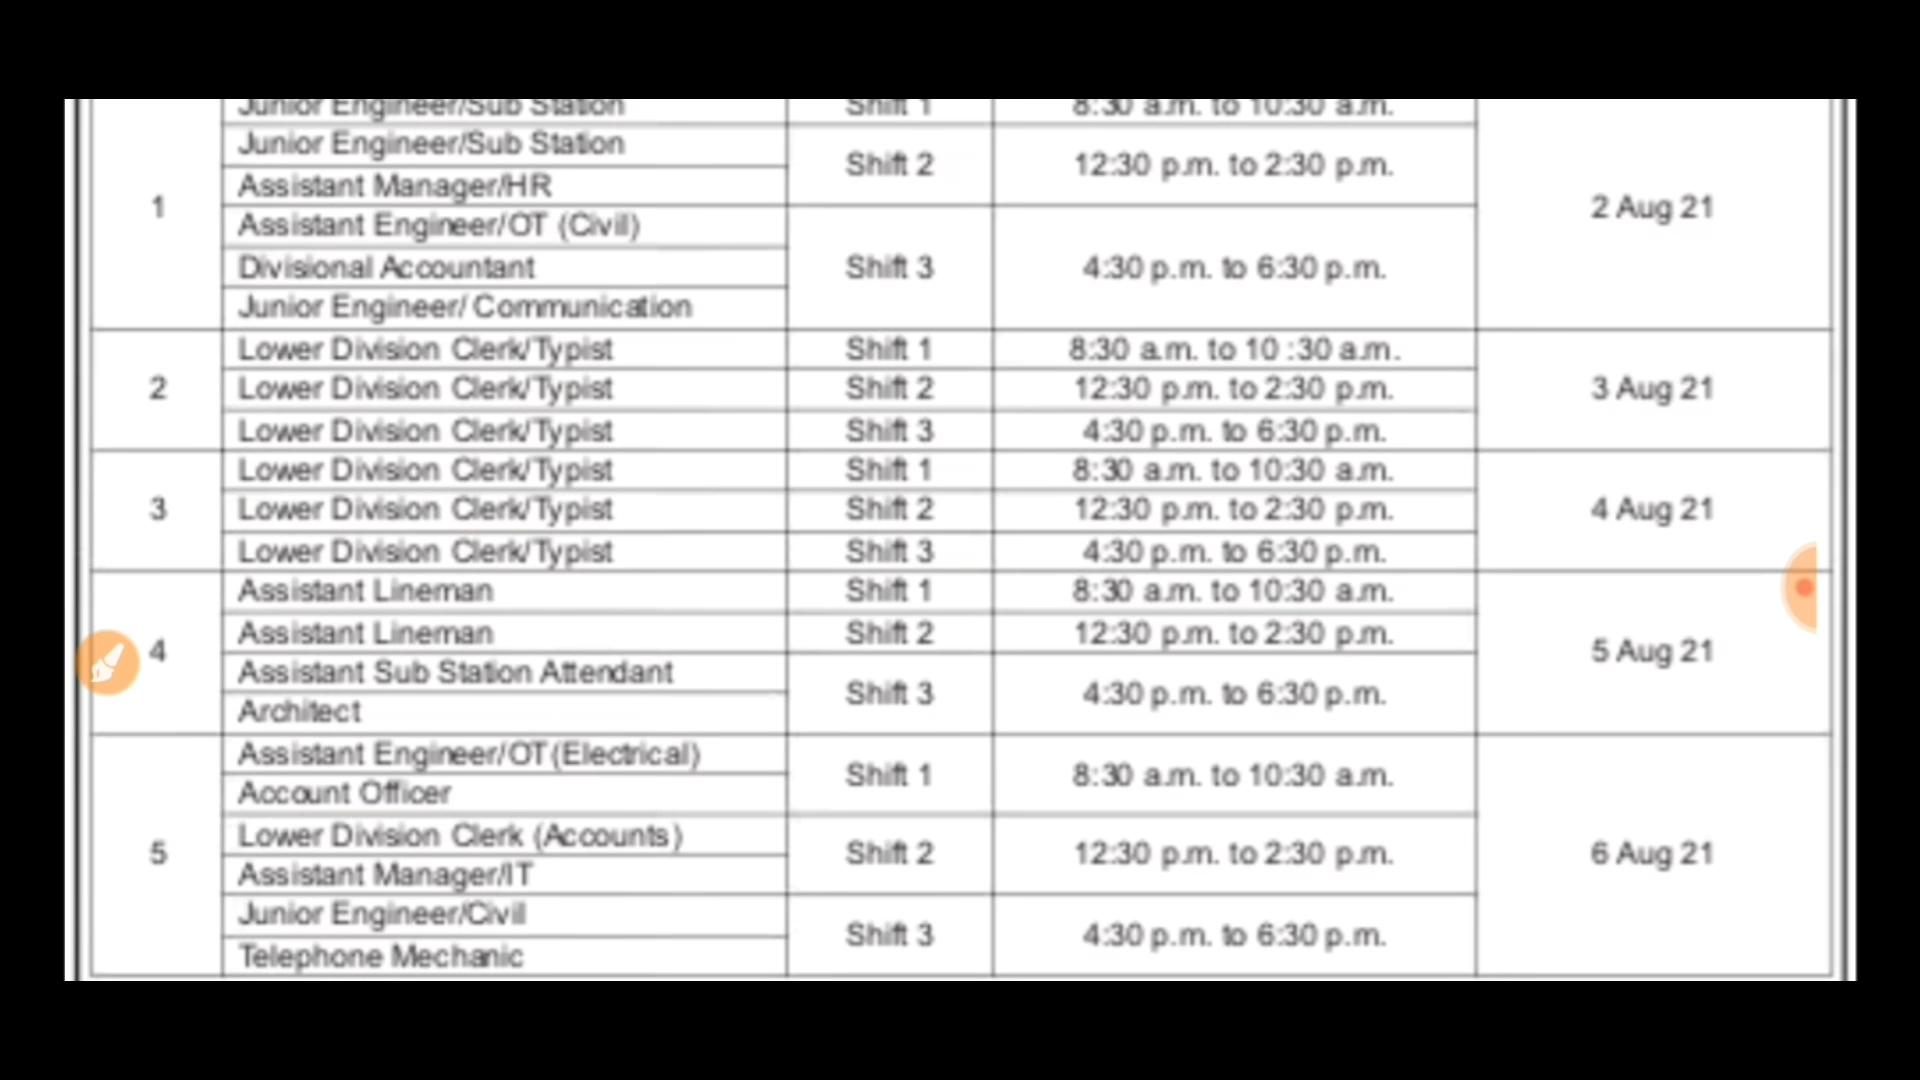 Junior Engineer/Sub Station Shift 1 8:30 a.m. to 10:30 a.m.
Junior Engineer/Sub Station
Shift 2 12:30 p.m. to 2:30 p.m.
Assistant Manager/HR
1 2 Aug 21
Assistant Engineer/OT (Civil)
Divisional Accountant Shift 3 4:30 p.m. to 6:30 p.m.
Junior Engineer/ Communication
Lower Division Clerk/Typist Shift 1 8:30 a.m. to 10 :30 a.m.
2 Lower Division Clerk/Typist Shift 2 12:30 p.m. to 2:30 p.m. 3 Aug 21
Lower Division Clerk/Typist Shift 3 4:30 p.m. to 6:30 p.m.
Lower Division Clerk/Typist Shift 1 8:30 a.m. to 10:30 a.m.
3 Lower Division Clerk/Typist Shift 2 12:30 p.m. to 2:30 p.m. 4 Aug 21
Lower Division Clerk/Typist Shift 3 4:30 p.m. to 6:30 p.m.
Assistant Lineman Shift 1 8:30 a.m. to 10:30 a.m.
Assistant Lineman Shift 2 12:30 p.m. to 2:30 p.m.
4 5 Aug 21
Assistant Sub Station Attendant
Shift 3 4:30 p.m. to 6:30 p.m.
Architect
Assistant Engineer/OT(Electrical)
Shift 1 8:30 a.m. to 10:30 a.m.
Account Officer
Lower Division Clerk (Accounts)
5 Shift 2 12:30 p.m. to 2:30 p.m. 6 Aug 21
Assistant Manager/IT
Junior Engineer/Civil
Shift 3 4:30 p.m. to 6:30 p.m.
Telephone Mechanic